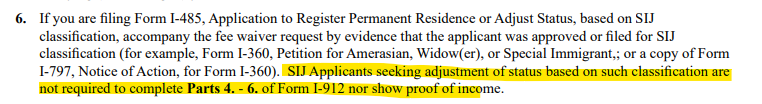 6. If you are filing Form I-485, Application to Register Permanent Residence or Adjust Status, based on SIJ
classification, accompany the fee waiver request by evidence that the applicant was approved or filed for SIJ
classification (for example, Form I-360, Petition for Amerasian, Widow(er), or Special Immigrant,; or a copy of Form
I-797, Notice of Action, for Form I-360). SIJ Applicants seeking adjustment of status based on such classification are
not required to complete Parts 4. - 6. of Form I-912 nor show proof of income.